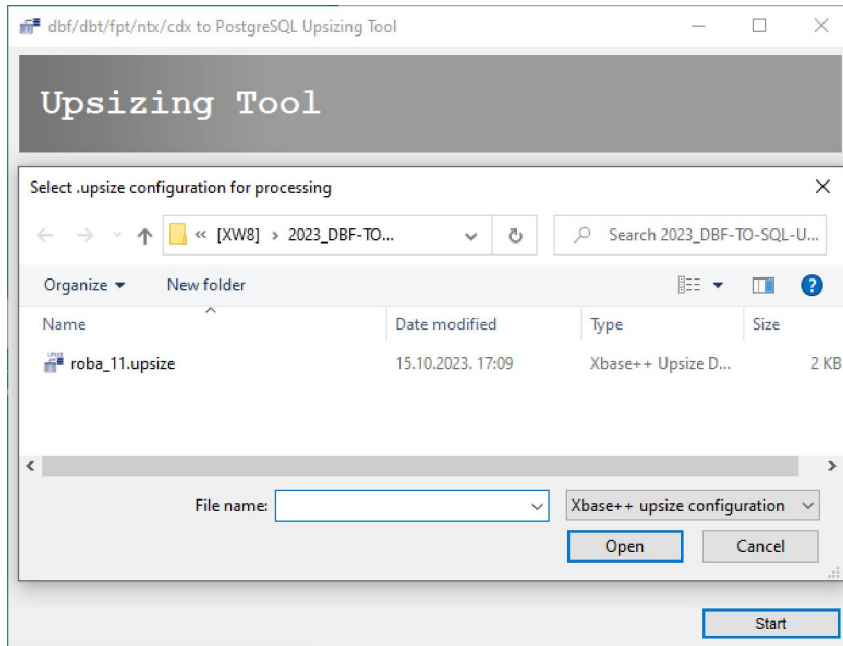 dbf/dbt/fpt/ntx/cdx to PostgreSQL Upsizing Tool
Upsizing Tool
Select .upsize configuration for processing
« [XW8] › 2023_DBF-TO... Search 2023_DBF-TO-SQL-U...
Organize New folder
Name Date modified Type Size
roba_11.upsize 15.10.2023. 17:09 Xbase++ Upsize D... 2 KB
File name: Xbase++ upsize configuration
Open Cancel
Start